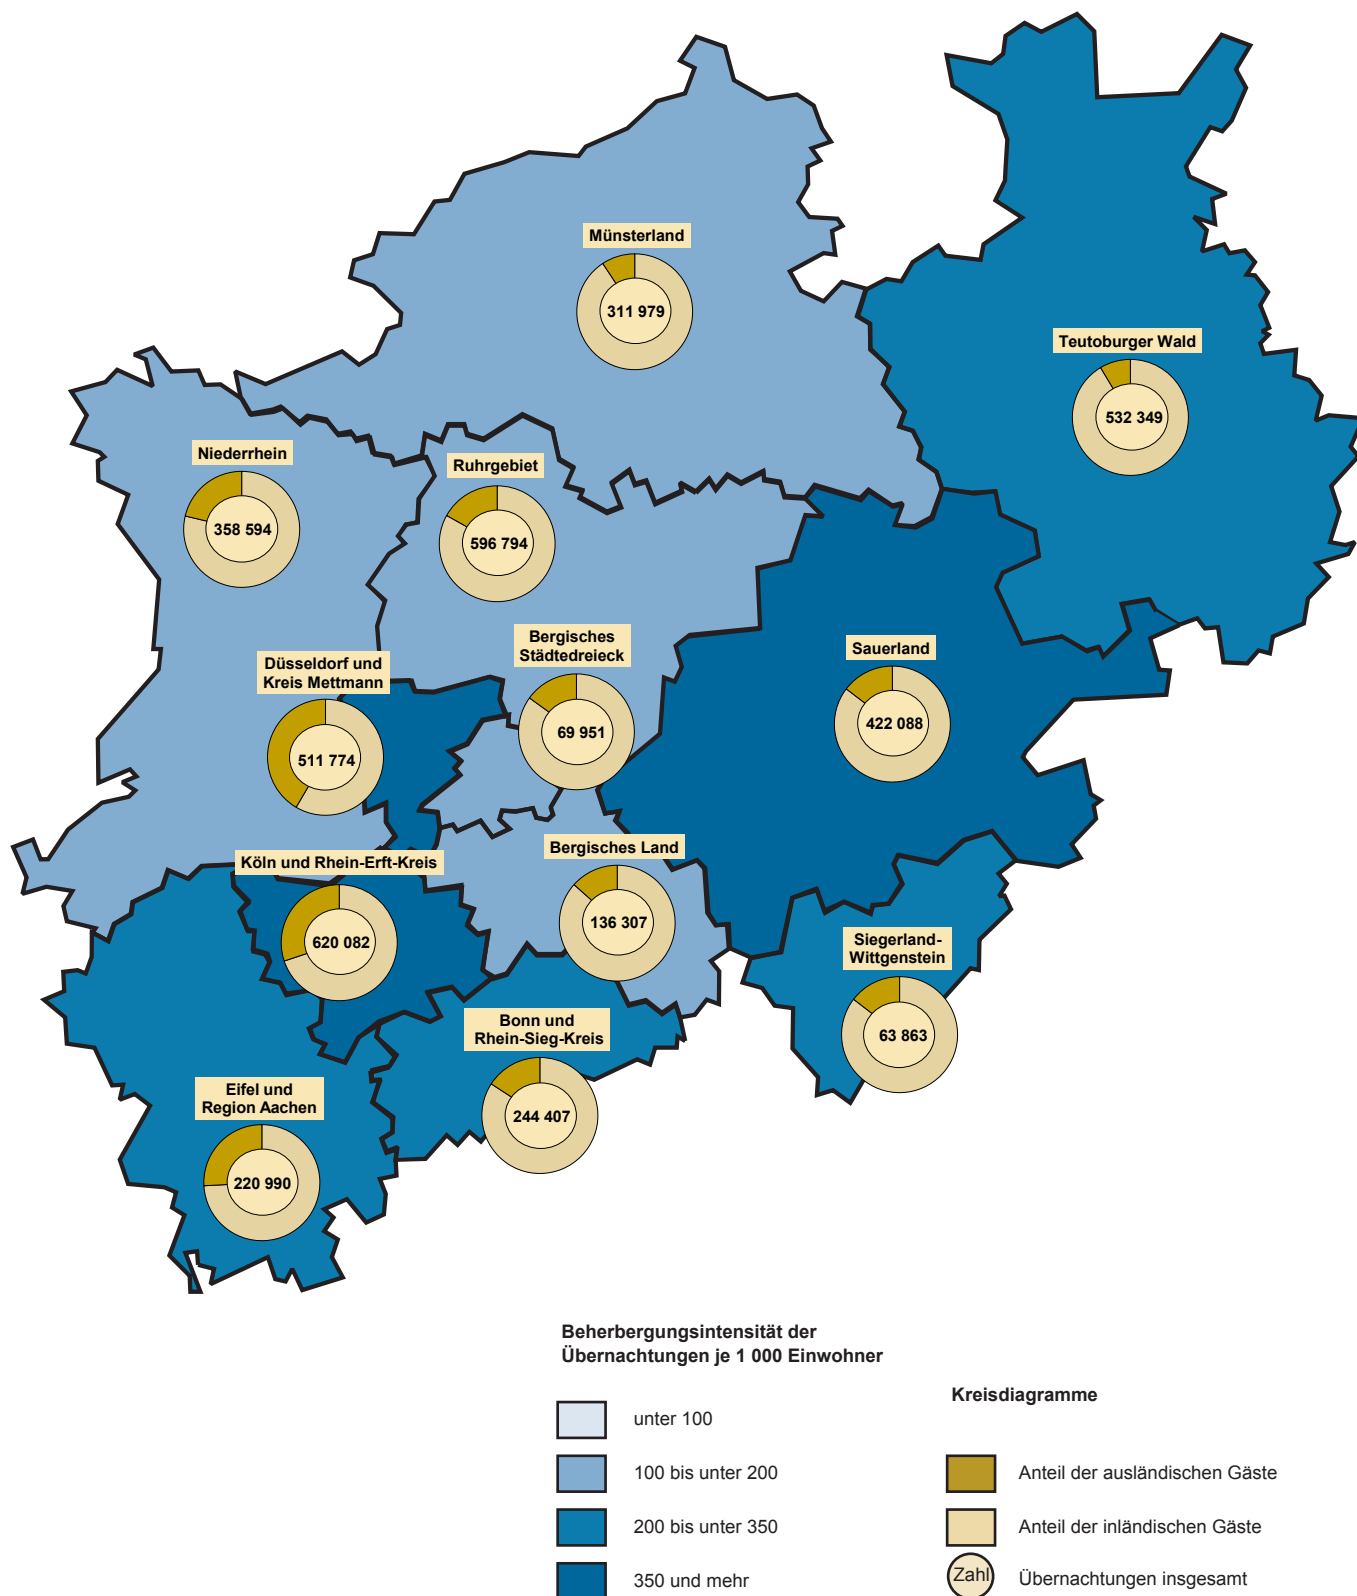 Münsterland
311 979
Teutoburger Wald
532 349
Niederrhein
358 594
Ruhrgebiet
596 794
Bergisches
Städtedreieck
69 951
Sauerland
422 088
Düsseldorf und
Kreis Mettmann
511 774
Bergisches Land
136 307
Köln und Rhein-Erft-Kreis
620 082
Siegerland-
Wittgenstein
63 863
Bonn und
Rhein-Sieg-Kreis
244 407
Eifel und
Region Aachen
220 990
Beherbergungsintensität der
Übernachtungen je 1 000 Einwohner
unter 100
100 bis unter 200
200 bis unter 350
350 und mehr
Kreisdiagramme
Anteil der ausländischen Gäste
Anteil der inländischen Gäste
Zahl Übernachtungen insgesamt